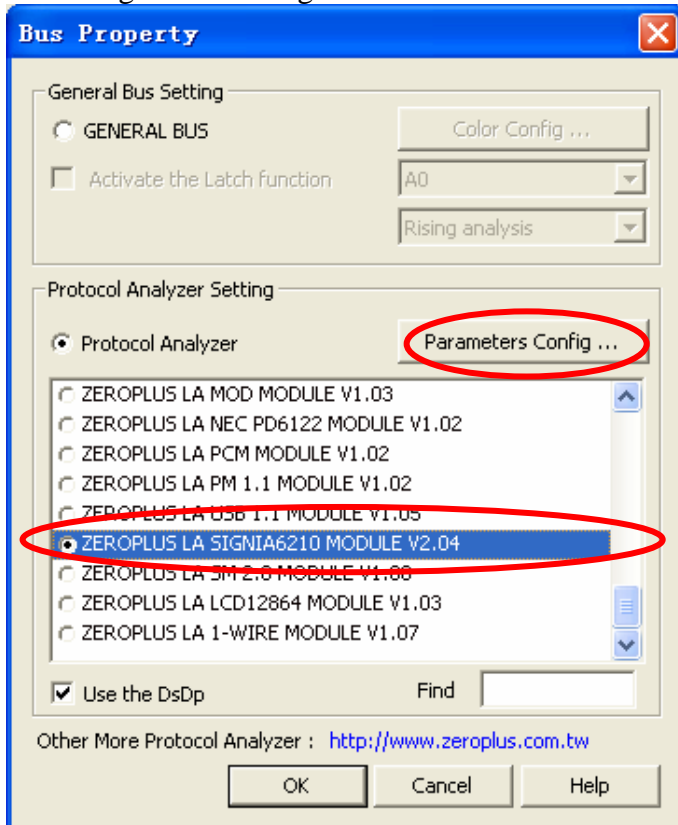 Bus Property
General Bus Setting
GENERAL BUS
Color Config ...
Activate the Latch function
A0
Rising analysis
Protocol Analyzer Setting
Protocol Analyzer
Parameters Config ...
ZEROPLUS LA MOD MODULE V1.03
ZEROPLUS LA NEC PD6122 MODULE V1.02
ZEROPLUS LA PCM MODULE V1.02
ZEROPLUS LA PM 1.1 MODULE V1.02
ZEROPLUS LA USB 1.1 MODULE V1.05
ZEROPLUS LA SIGNIA6210 MODULE V2.04
ZEROPLUS LA MODULE
ZEROPLUS LA LCD12864 MODULE V1.03
ZEROPLUS LA 1-WIRE MODULE V1.07
Use the DsDp
Find
Other More Protocol Analyzer : http://www.zeroplus.com.tw
OK
Cancel
Help